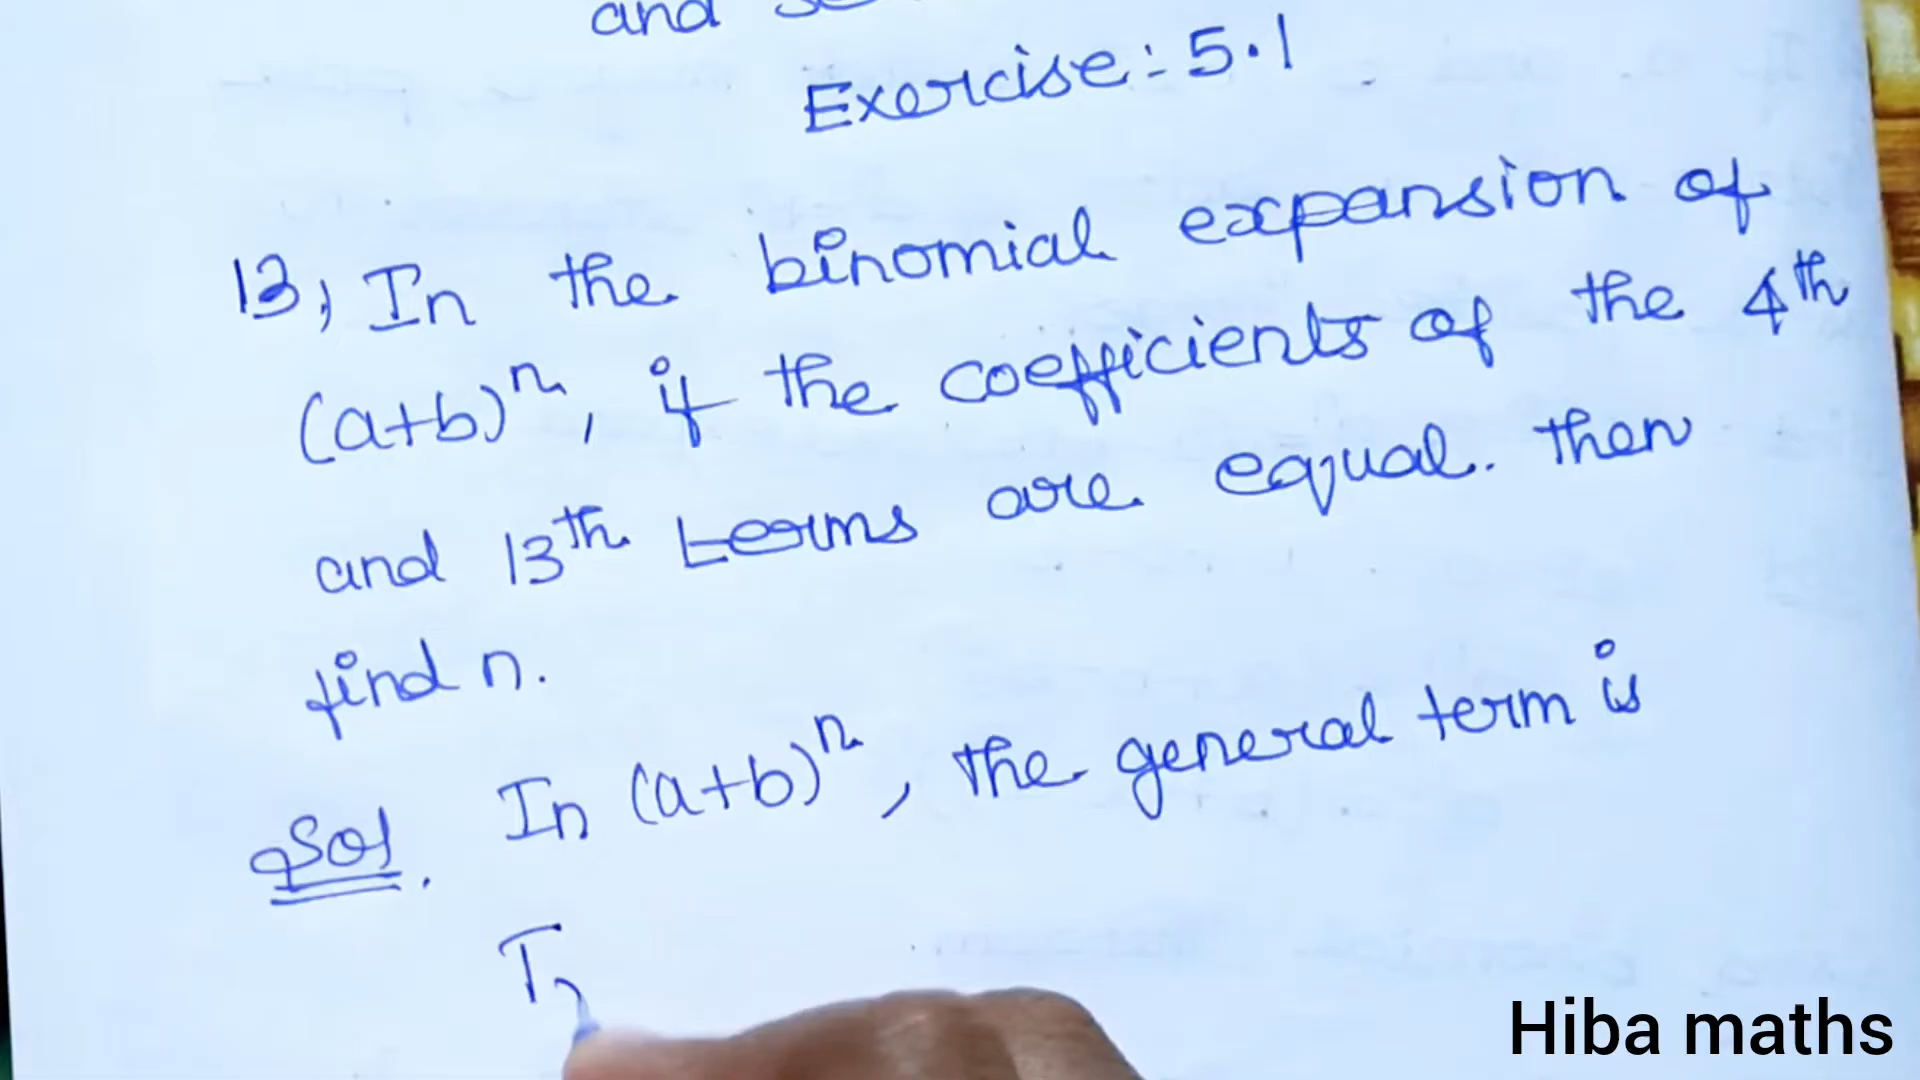 and
Exercise:- 5.1
13, In the binomial expansion of
(a+b)ⁿ, if the coefficients of the 4th
and 13th terms are equal. then
find n.
Sol. In (a+b)ⁿ, the general term is
T
Hiba maths